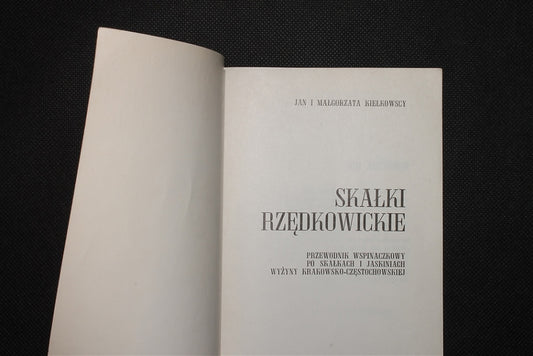 JAN I MAŁGORZATA KIEŁKOWSCY
SKAŁKI
RZĘDKOWICKIE
PRZEWODNIK WSPINACZKOWY
PO SKAŁKACH I JASKINIACH
WYŻYNY KRAKOWSKO-CZĘSTOCHOWSKIEJ